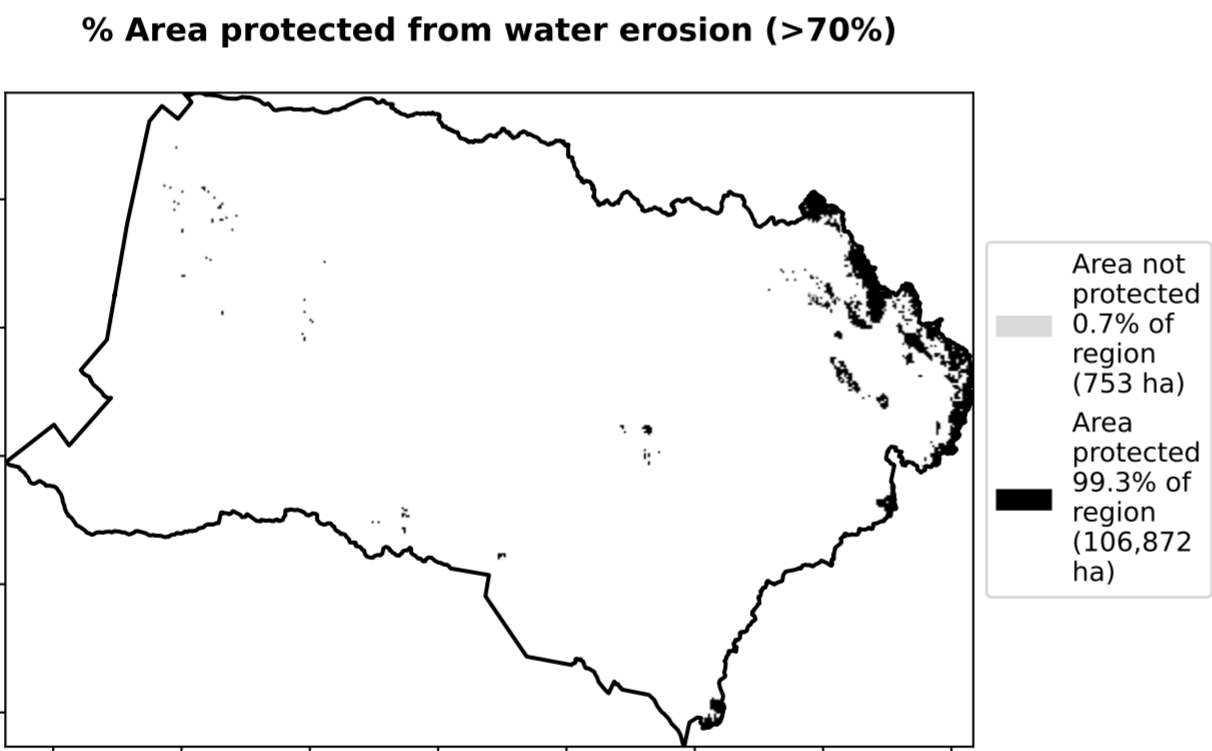 % Area protected from water erosion (>70%)
Area not
protected
0.7% of
region
(753 ha)
Area
protected
99.3% of
region
(106,872
ha)